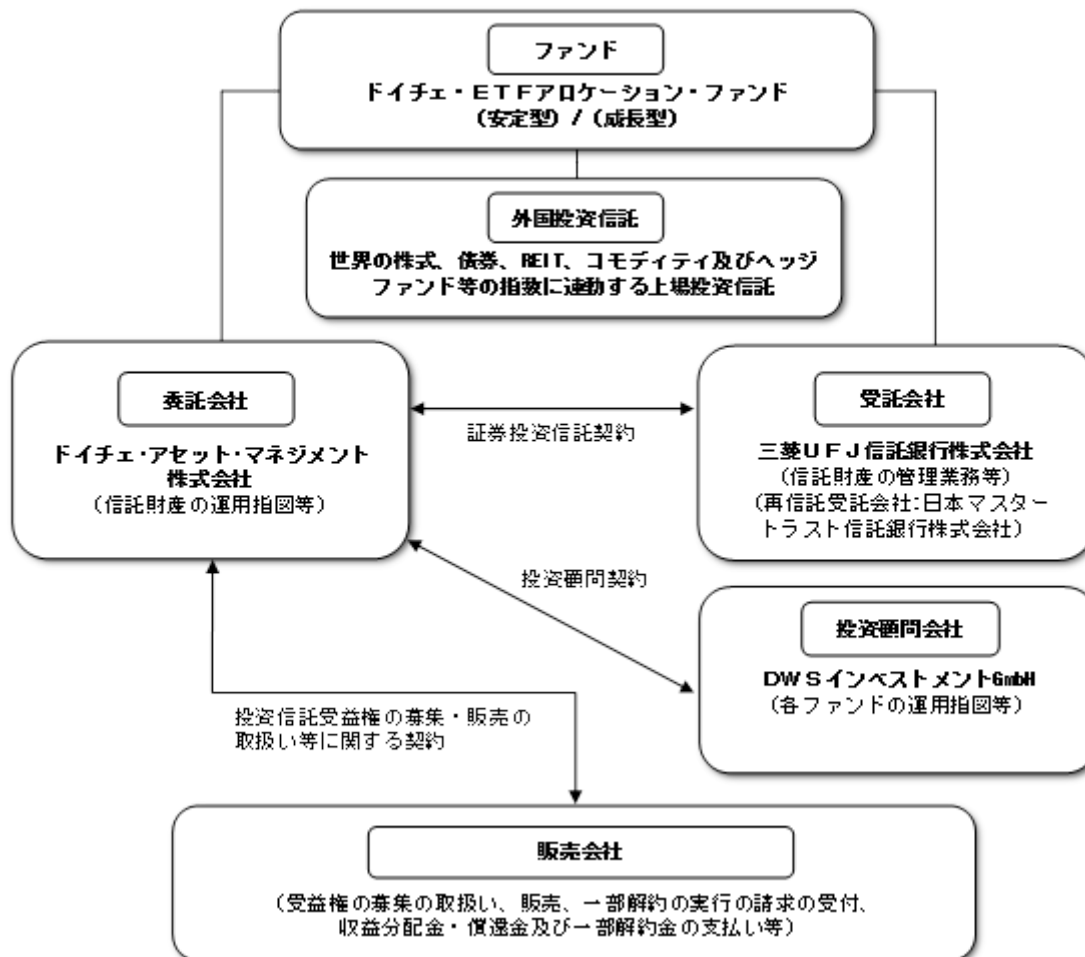 ファンド
ドイチェ・ＥＴＦアロケーション・ファンド
（安定型）/（成長型）
外国投資信託
世界の株式、債券、REIT、コモディティ及びヘッジ
ファンド等の指数に連動する上場投資信託
委託会社
ドイチェ・アセット・マネジメント
株式会社
（信託財産の運用指図等）
証券投資信託契約
受託会社
三菱ＵＦＪ信託銀行株式会社
（信託財産の管理業務等）
（再信託受託会社:日本マスター
トラスト信託銀行株式会社）
投資顧問契約
投資顧問会社
ＤＷＳインベストメントGmbH
（各ファンドの運用指図等）
投資信託受益権の募集・販売の
取扱い等に関する契約
販売会社
（受益権の募集の取扱い、販売、一部解約の実行の請求の受付、
収益分配金・償還金及び一部解約金の支払い等）